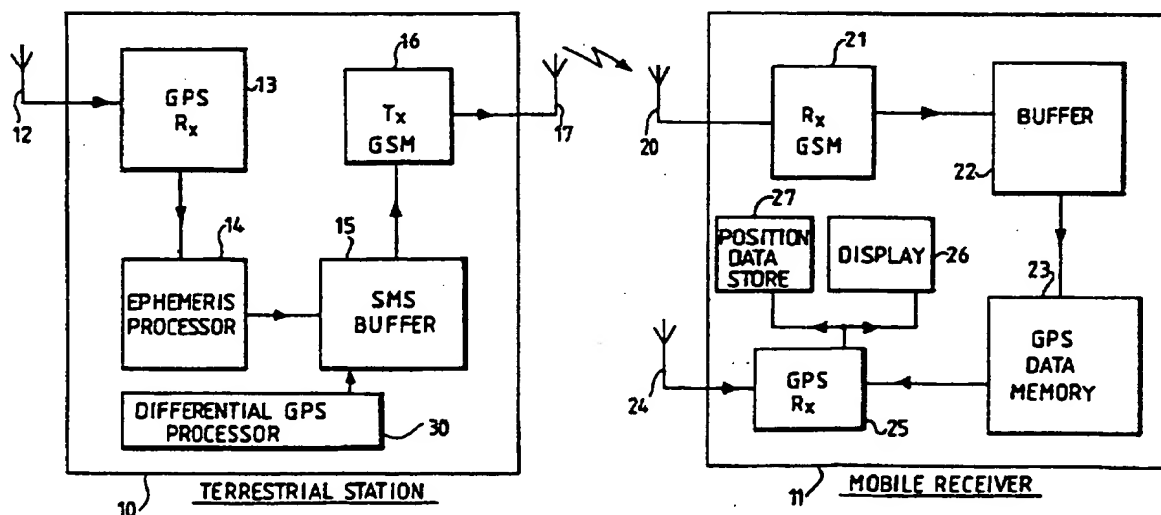 12
GPS
Rx
13
14
EPHEMERIS
PROCESSOR
15
SMS
BUFFER
16
Tx
GSM
17
DIFFERENTIAL GPS
PROCESSOR
30
10
TERRESTRIAL STATION
20
21
Rx
GSM
BUFFER
22
27
POSITION
DATA
STORE
DISPLAY
26
23
GPS
DATA
MEMORY
24
GPS
Rx
25
11
MOBILE RECEIVER